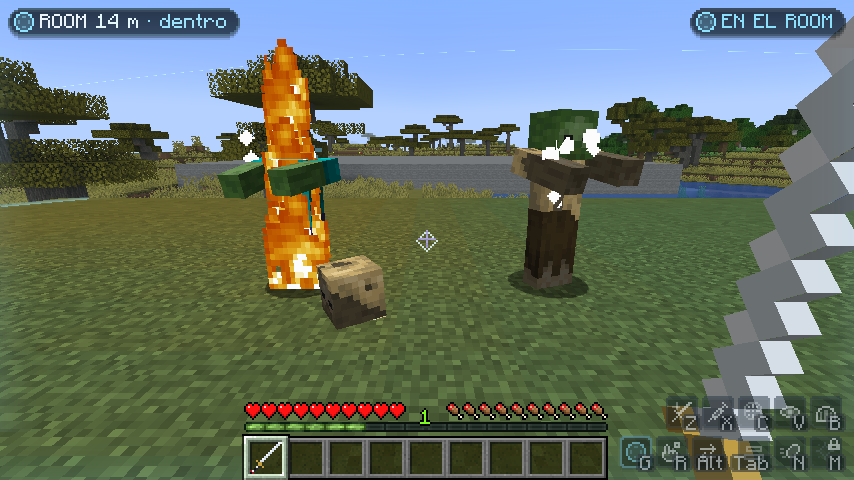 ROOM 14 m · dentro
EN EL ROOM
1
Z X C V B
G R Alt Tab N M